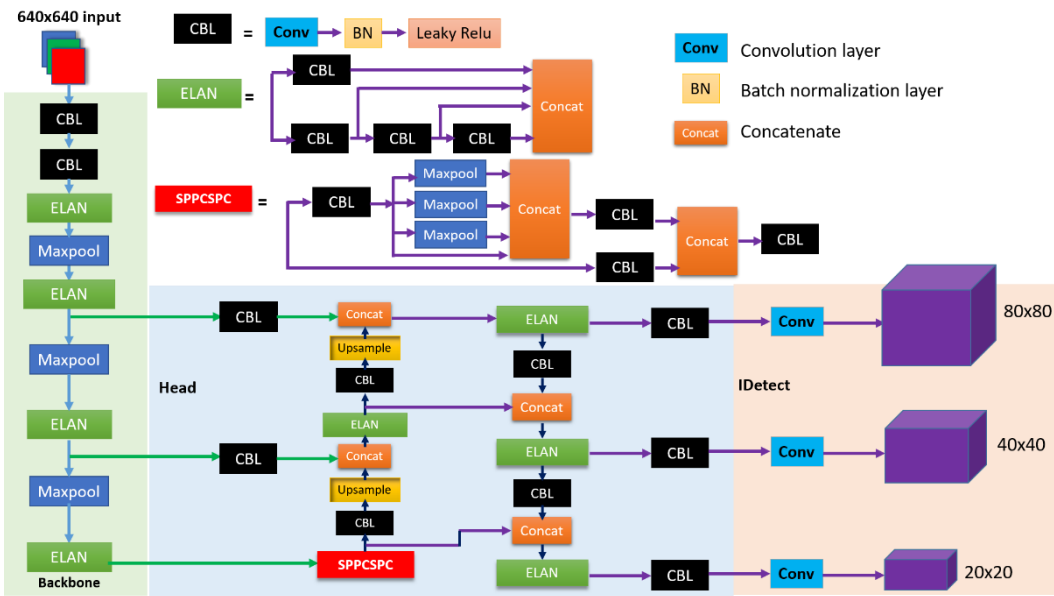 640x640 input
CBL = Conv BN Leaky Relu
Conv Convolution layer
BN Batch normalization layer
Concat Concatenate
ELAN =
CBL
CBL CBL CBL
Concat
SPPCSPC =
CBL
Maxpool
Maxpool
Maxpool
Concat
CBL
CBL
Concat
CBL
CBL
CBL
ELAN
Maxpool
ELAN
Maxpool
ELAN
Maxpool
ELAN
Backbone
Head
CBL
Concat
Upsample
CBL
ELAN
CBL
Concat
Upsample
CBL
SPPCSPC
ELAN
CBL
Concat
ELAN
CBL
Concat
ELAN
CBL
CBL
CBL
IDetect
Conv
80x80
Conv
40x40
Conv
20x20